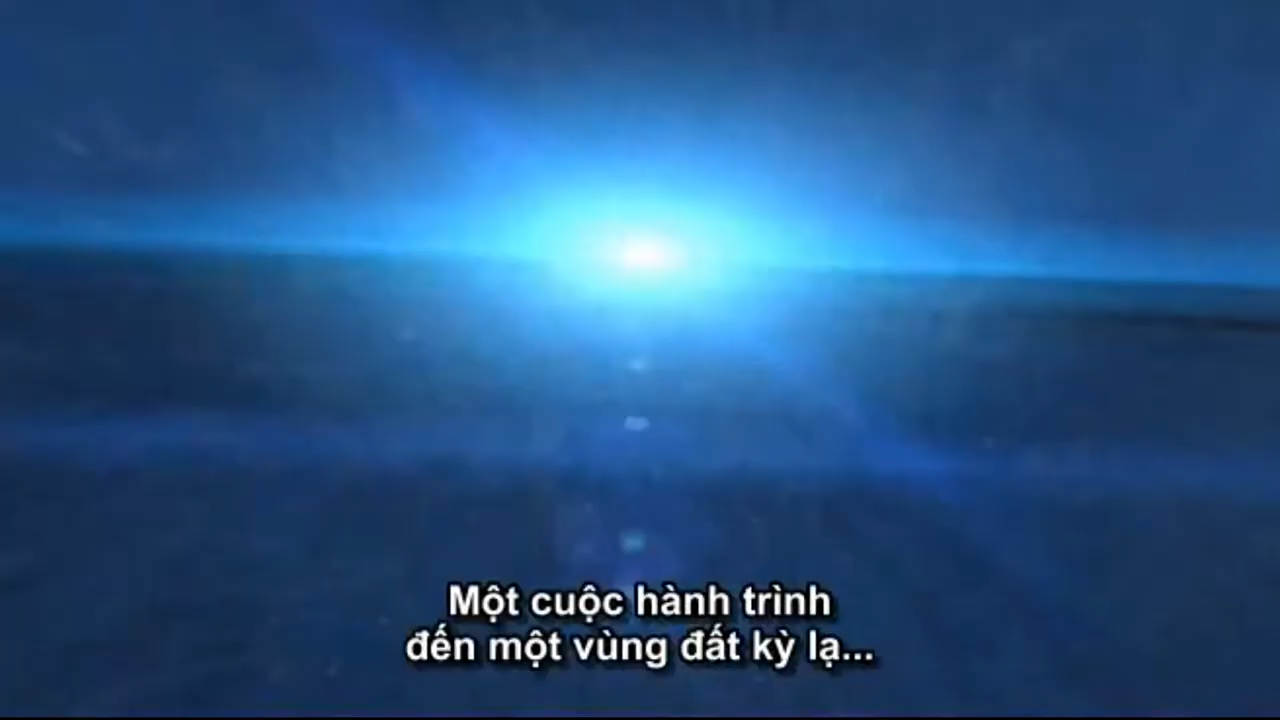 Một cuộc hành trình
đến một vùng đất kỳ lạ...